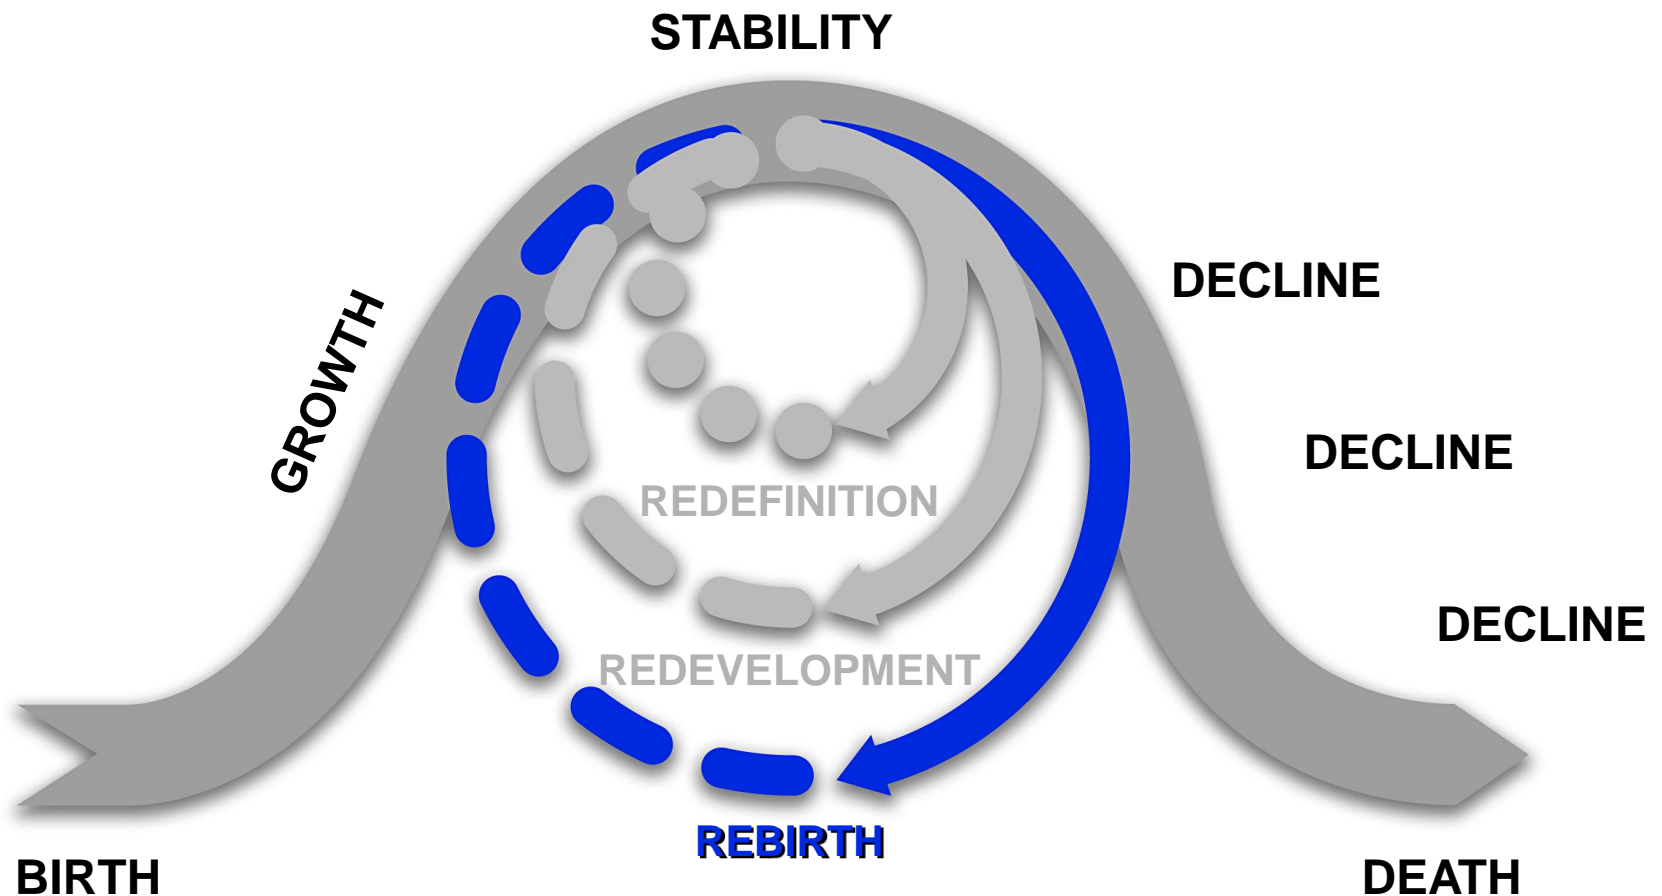 STABILITY
DECLINE
GROWTH
DECLINE
REDEFINITION
DECLINE
REDEVELOPMENT
REBIRTH
BIRTH
DEATH